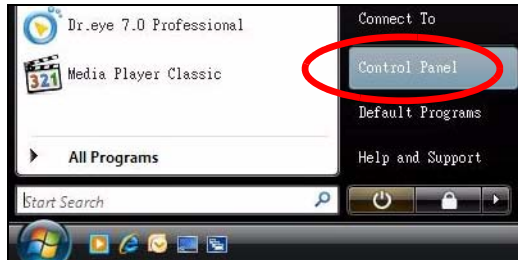 Dr.eye 7.0 Professional
321
Media Player Classic
All Programs
Start Search
Connect To
Control Panel
Default Programs
Help and Support